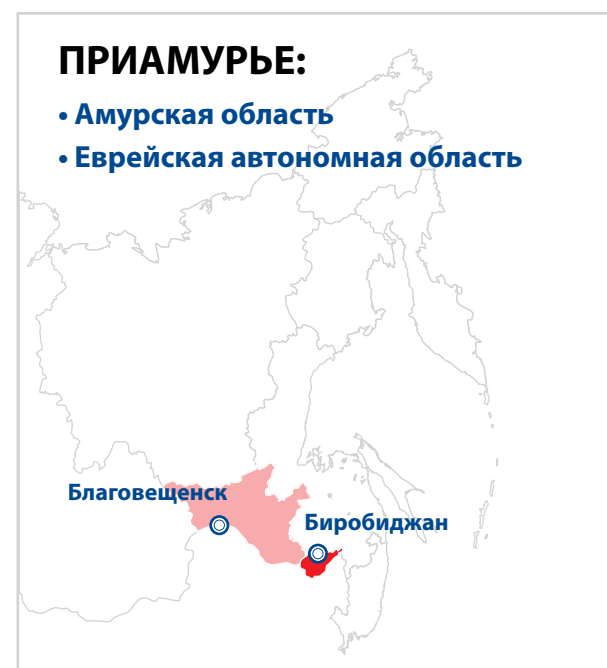 ПРИАМУРЬЕ:
• Амурская область
• Еврейская автономная область
Благовещенск
Биробиджан